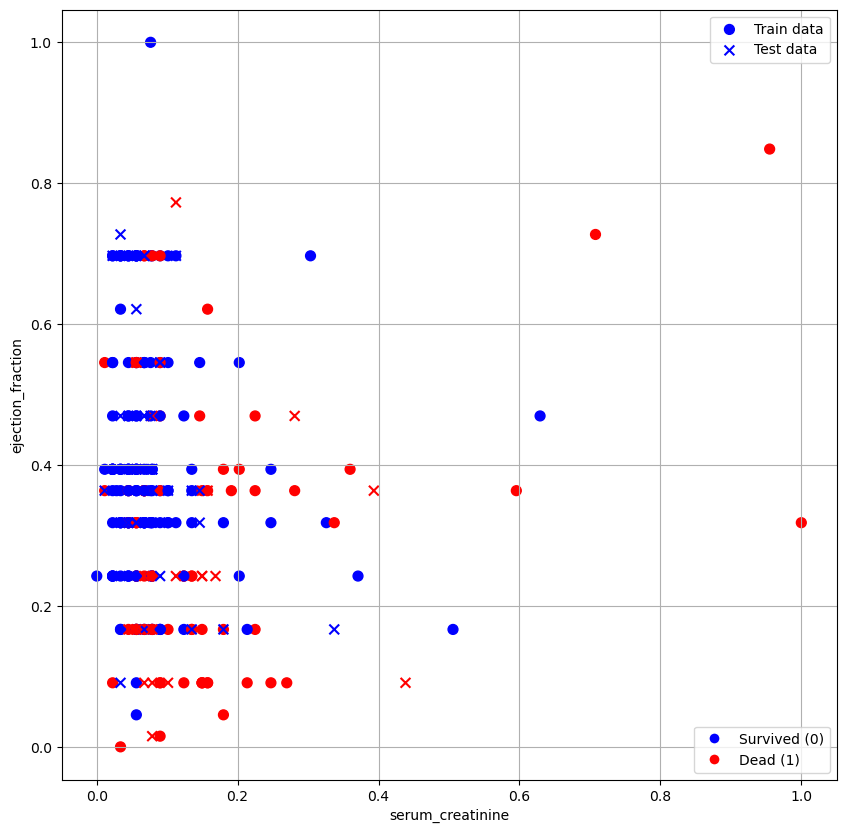 Train data
Test data
1.0
0.8
0.6
0.4
0.2
0.0
ejection_fraction
Survived (0)
Dead (1)
0.0 0.2 0.4 0.6 0.8 1.0
serum_creatinine